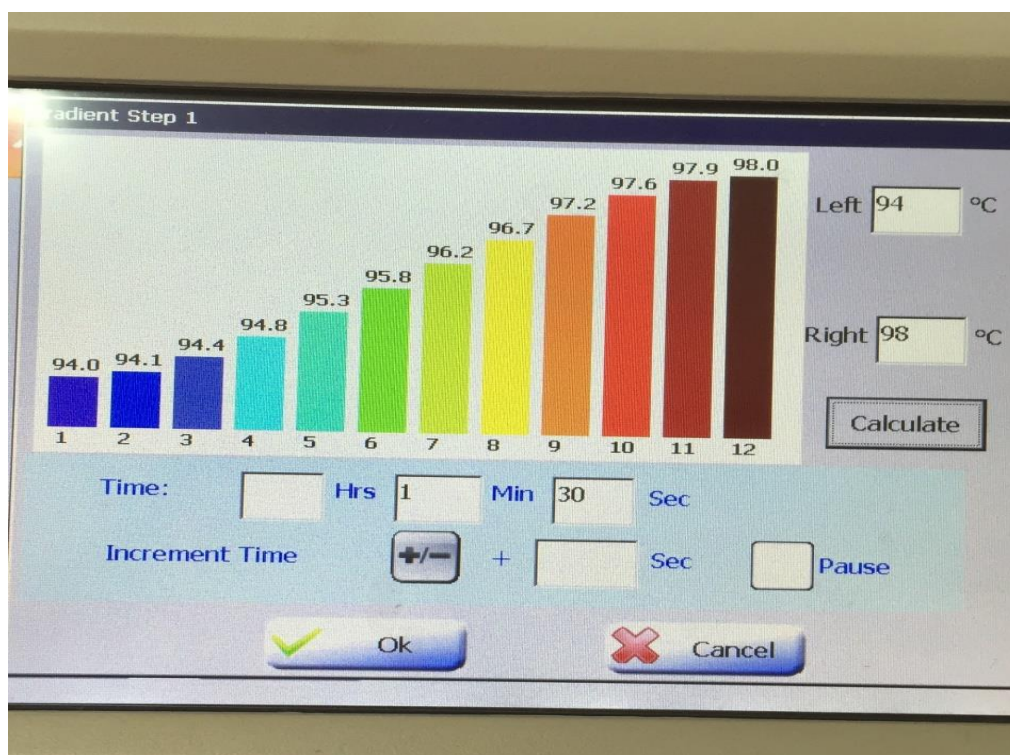 radient Step 1
98.0
97.9
97.6
97.2
96.7
96.2
95.8
95.3
94.8
94.4
94.1
94.0
1 2 3 4 5 6 7 8 9 10 11 12
Left 94 °C
Right 98 °C
Calculate
Time: Hrs 1 Min 30 Sec
Increment Time +/− + Sec Pause
Ok Cancel